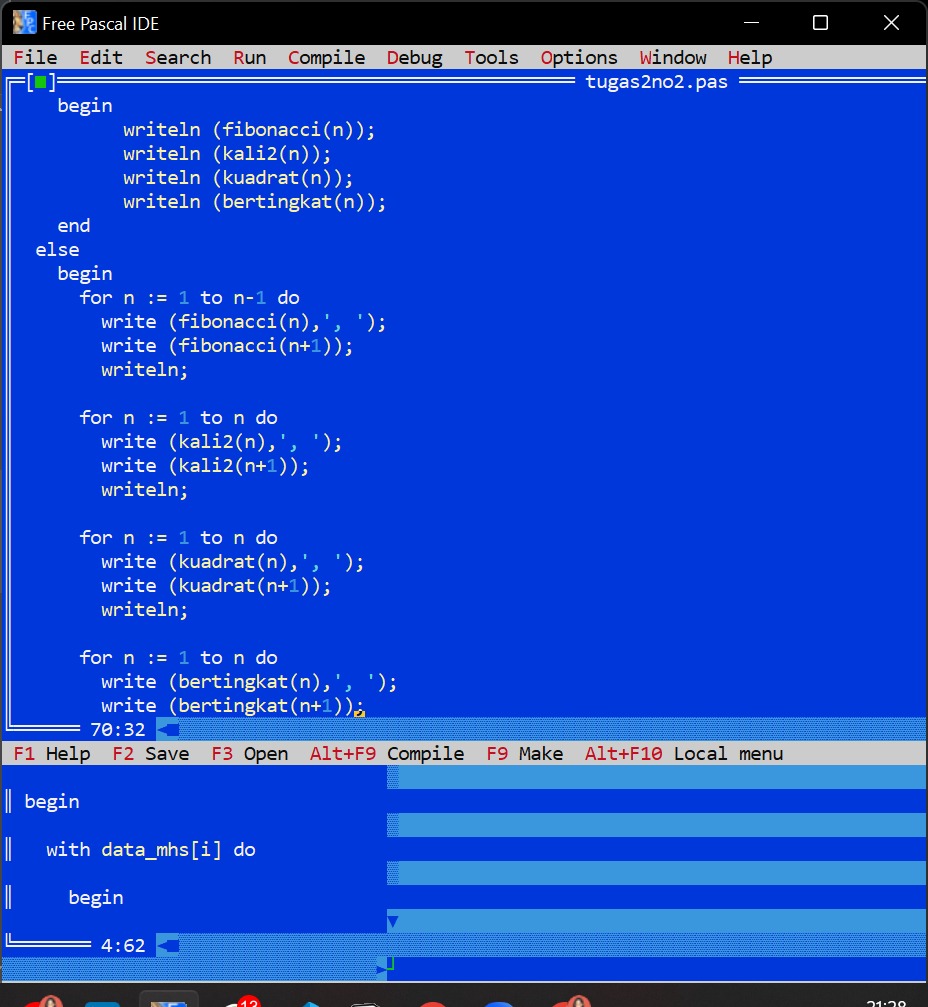 Free Pascal IDE
File Edit Search Run Compile Debug Tools Options Window Help
[■] tugas2no2.pas
begin
writeln (fibonacci(n));
writeln (kali2(n));
writeln (kuadrat(n));
writeln (bertingkat(n));
end
else
begin
for n := 1 to n-1 do
write (fibonacci(n),', ');
write (fibonacci(n+1));
writeln;
for n := 1 to n do
write (kali2(n),', ');
write (kali2(n+1));
writeln;
for n := 1 to n do
write (kuadrat(n),', ');
write (kuadrat(n+1));
writeln;
for n := 1 to n do
write (bertingkat(n),', ');
write (bertingkat(n+1));
70:32
F1 Help F2 Save F3 Open Alt+F9 Compile F9 Make Alt+F10 Local menu
begin
with data_mhs[i] do
begin
4:62
13